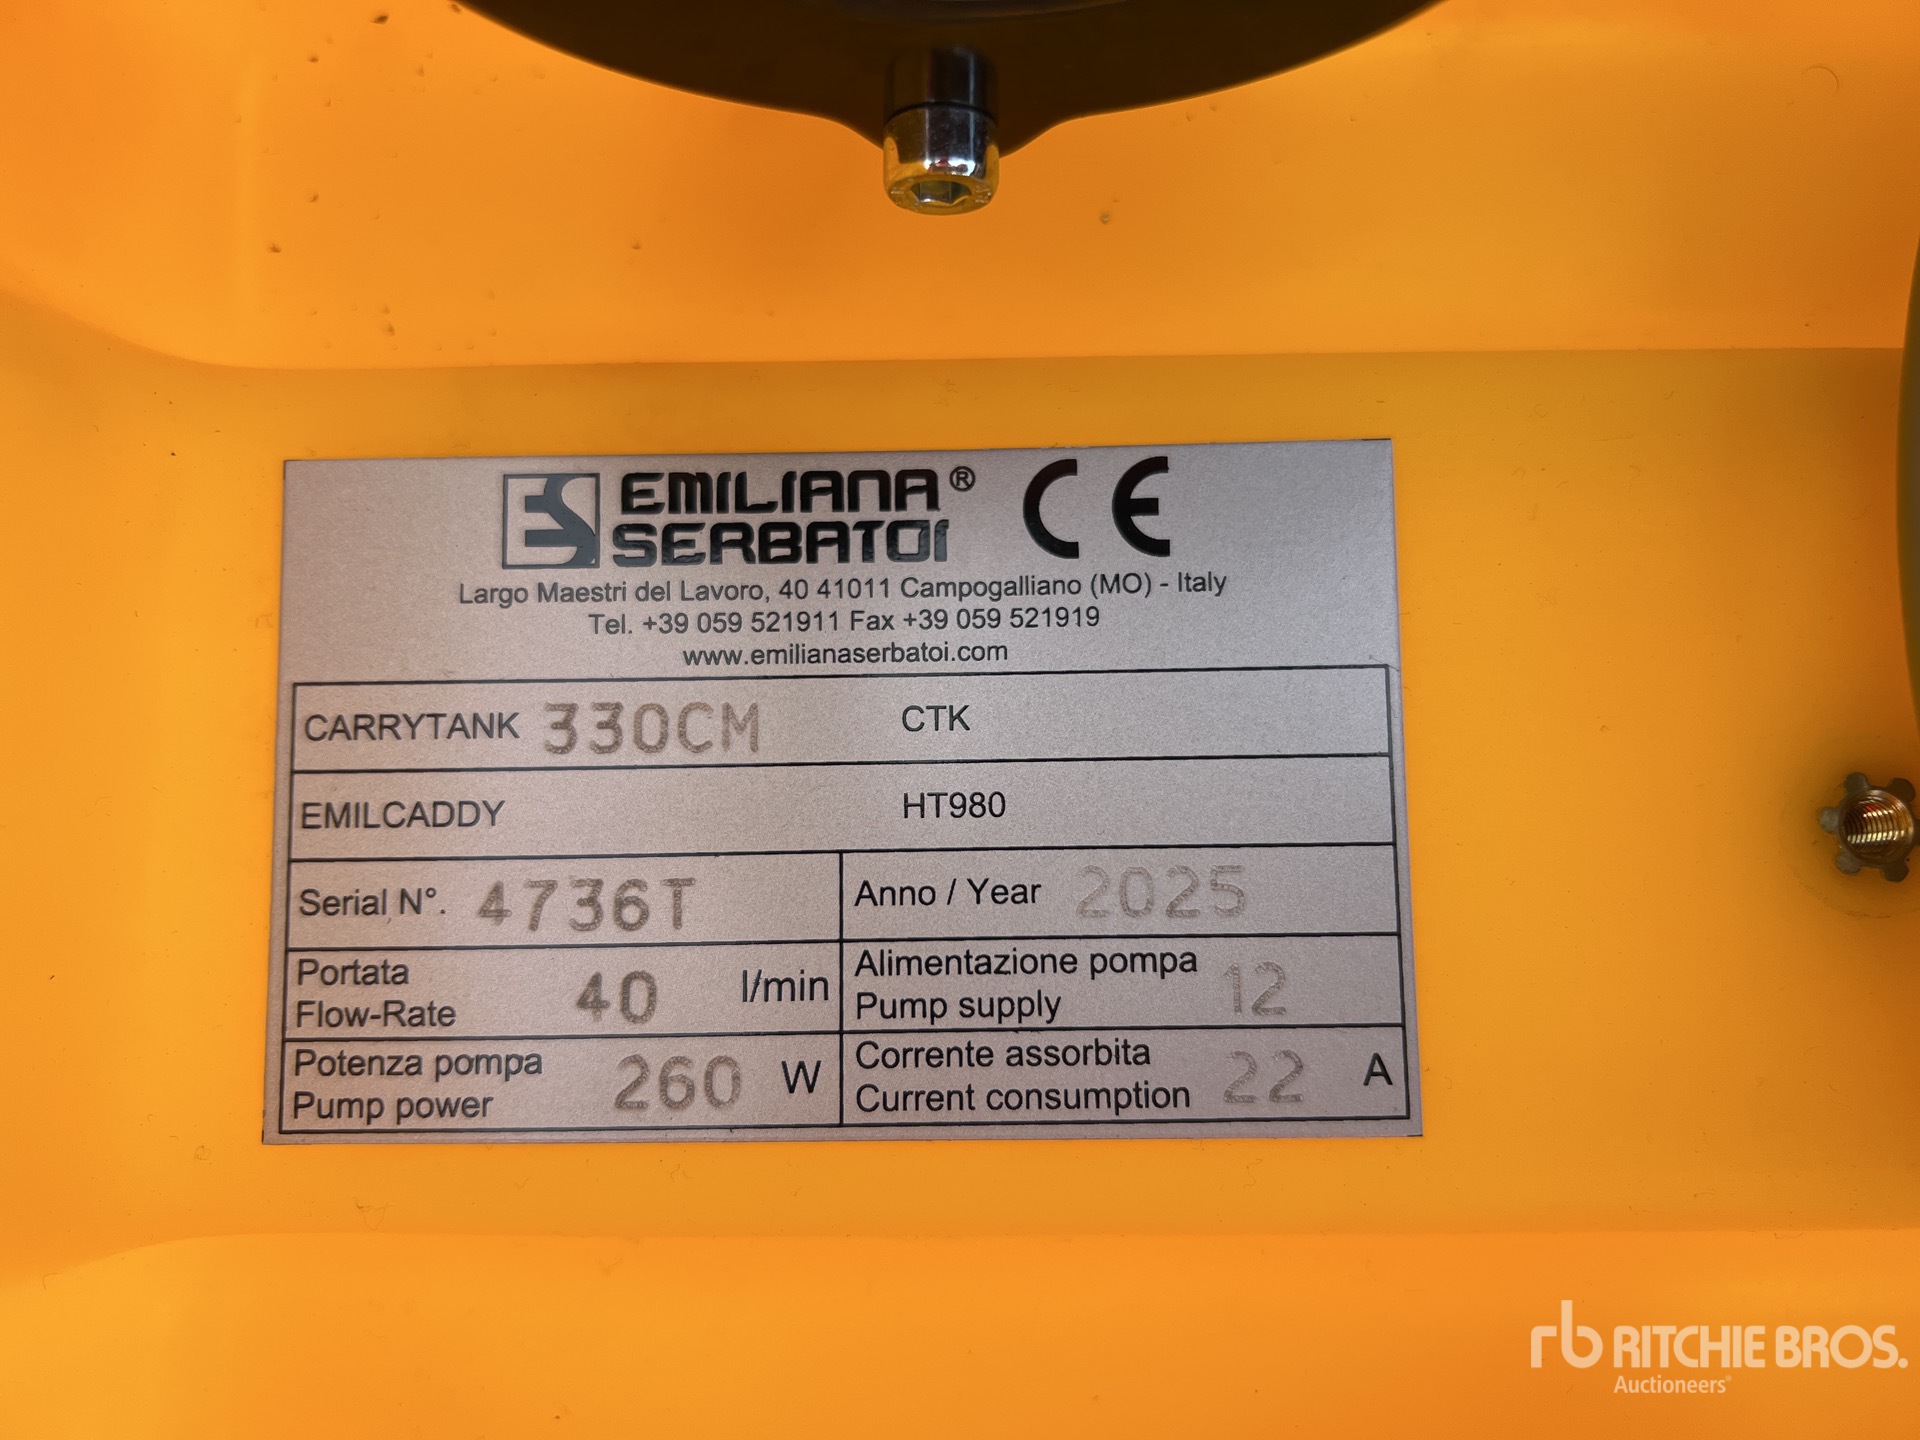 ES EMILIANA® CE
SERBATOI
Largo Maestri del Lavoro, 40 41011 Campogalliano (MO) - Italy
Tel. +39 059 521911 Fax +39 059 521919
www.emilianaserbatoi.com
CARRYTANK 330CM CTK
EMILCADDY HT980
Serial N°. 4736T Anno / Year 2025
Portata
Flow-Rate 40 l/min
Alimentazione pompa
Pump supply 12
Potenza pompa
Pump power 260 W
Corrente assorbita
Current consumption 22 A
rb RITCHIE BROS.
Auctioneers